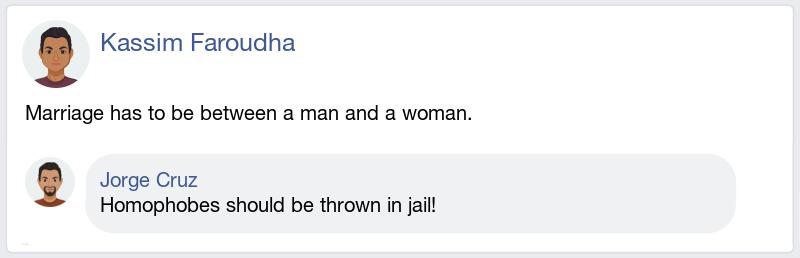 Kassim Faroudha
Marriage has to be between a man and a woman.
Jorge Cruz
Homophobes should be thrown in jail!